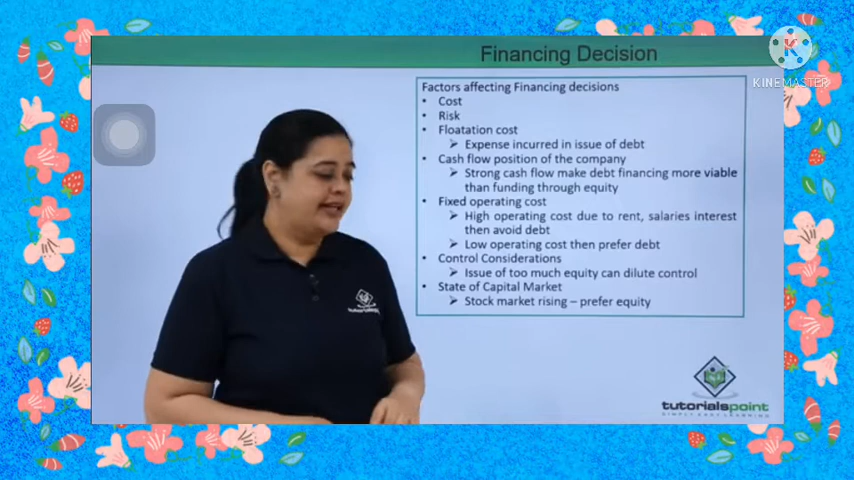 Financing Decision
KINEMASTER
Factors affecting Financing decisions
• Cost
• Risk
• Floatation cost
➢ Expense incurred in issue of debt
• Cash flow position of the company
➢ Strong cash flow make debt financing more viable
than funding through equity
• Fixed operating cost
➢ High operating cost due to rent, salaries interest
then avoid debt
➢ Low operating cost then prefer debt
• Control Considerations
➢ Issue of too much equity can dilute control
• State of Capital Market
➢ Stock market rising – prefer equity
tutorialspoint
tutorialspoint
SIMPLY EASY LEARNING